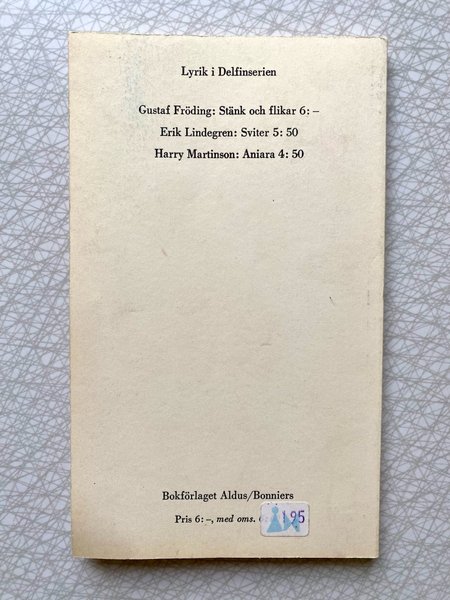 Lyrik i Delfinserien
Gustaf Fröding: Stänk och flikar 6: –
Erik Lindegren: Sviter 5: 50
Harry Martinson: Aniara 4: 50
Bokförlaget Aldus/Bonniers
Pris 6: –, med oms.
195